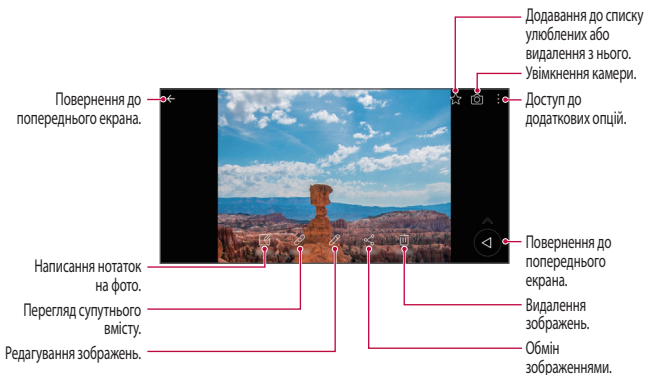 Додавання до списку
улюблених або
видалення з нього.
Увімкнення камери.
Повернення до
попереднього екрана.
Доступ до
додаткових опцій.
Написання нотаток
на фото.
Перегляд супутнього
вмісту.
Редагування зображень.
Повернення до
попереднього
екрана.
Видалення
зображень.
Обмін
зображеннями.